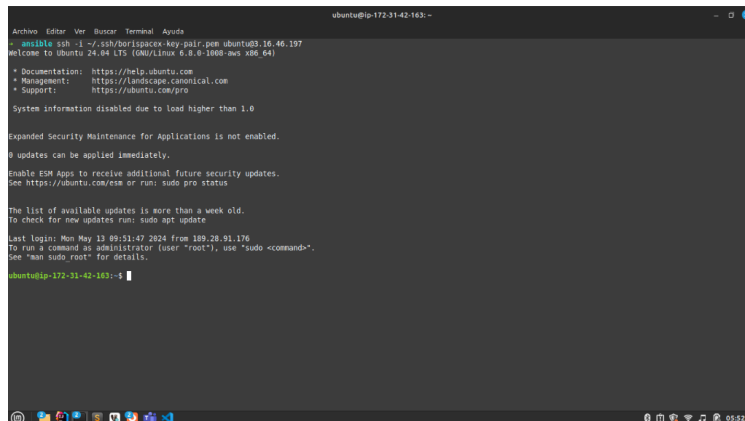 ubuntu@ip-172-31-42-163: ~
Archivo Editar Ver Buscar Terminal Ayuda
ansible ssh -i ~/.ssh/borispacex-key-pair.pem ubuntu@3.16.46.197
Welcome to Ubuntu 24.04 LTS (GNU/Linux 6.8.0-1008-aws x86_64)
* Documentation: https://help.ubuntu.com
* Management: https://landscape.canonical.com
* Support: https://ubuntu.com/pro
System information disabled due to load higher than 1.0
Expanded Security Maintenance for Applications is not enabled.
0 updates can be applied immediately.
Enable ESM Apps to receive additional future security updates.
See https://ubuntu.com/esm or run: sudo pro status
The list of available updates is more than a week old.
To check for new updates run: sudo apt update
Last login: Mon May 13 09:51:47 2024 from 189.28.91.176
To run a command as administrator (user "root"), use "sudo <command>".
See "man sudo_root" for details.
ubuntu@ip-172-31-42-163:~$
05:52